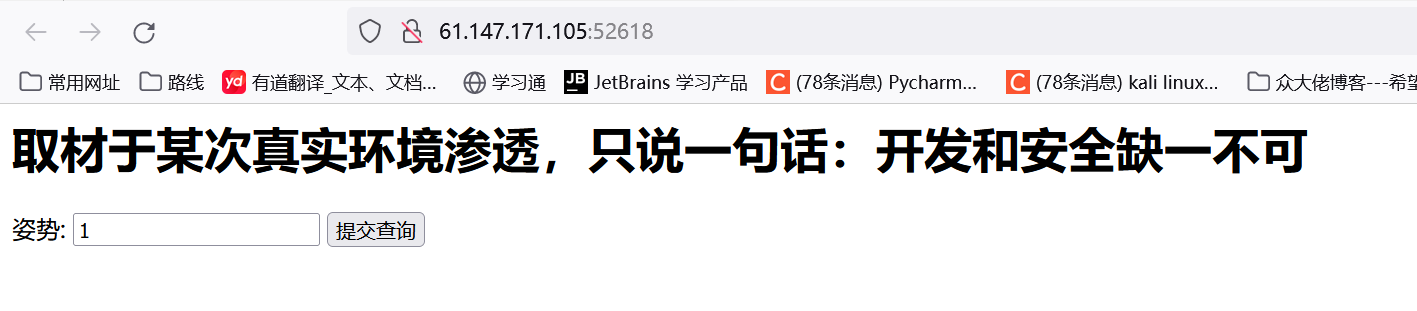 61.147.171.105:52618
常用网址 路线 yd 有道翻译_文本、文档... 学习通 JB JetBrains 学习产品 C (78条消息) Pycharm... C (78条消息) kali linux... 众大佬博客---希望
取材于某次真实环境渗透，只说一句话：开发和安全缺一不可
姿势: 1 提交查询